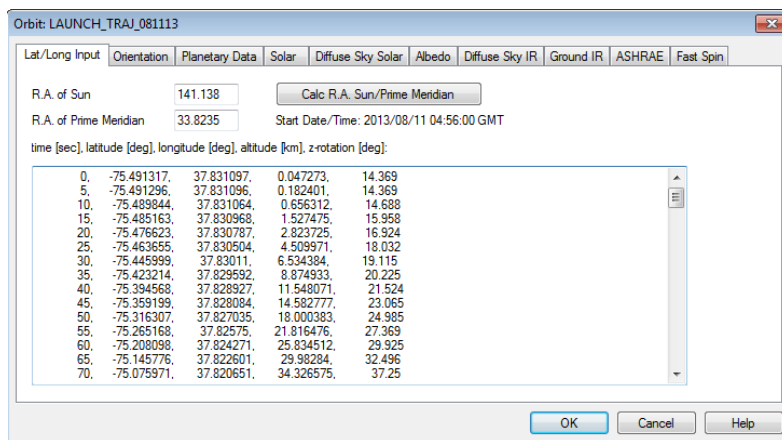 Orbit: LAUNCH_TRAJ_081113
Lat/Long Input Orientation Planetary Data Solar Diffuse Sky Solar Albedo Diffuse Sky IR Ground IR ASHRAE Fast Spin
R.A. of Sun 141.138 Calc R.A. Sun/Prime Meridian
R.A. of Prime Meridian 33.8235 Start Date/Time: 2013/08/11 04:56:00 GMT
time [sec], latitude [deg], longitude [deg], altitude [km], z-rotation [deg]:
0, -75.491317, 37.831097, 0.047273, 14.369
5, -75.491296, 37.831096, 0.182401, 14.369
10, -75.489844, 37.831064, 0.656312, 14.688
15, -75.485163, 37.830968, 1.527475, 15.958
20, -75.476623, 37.830787, 2.823725, 16.924
25, -75.463655, 37.830504, 4.509971, 18.032
30, -75.445999, 37.83011, 6.534384, 19.115
35, -75.423214, 37.829592, 8.874933, 20.225
40, -75.394568, 37.828927, 11.548071, 21.524
45, -75.359199, 37.828084, 14.582777, 23.065
50, -75.316307, 37.827035, 18.000383, 24.985
55, -75.265168, 37.82575, 21.816476, 27.369
60, -75.208098, 37.824271, 25.834512, 29.925
65, -75.145776, 37.822601, 29.98284, 32.496
70, -75.075971, 37.820651, 34.326575, 37.25
OK Cancel Help